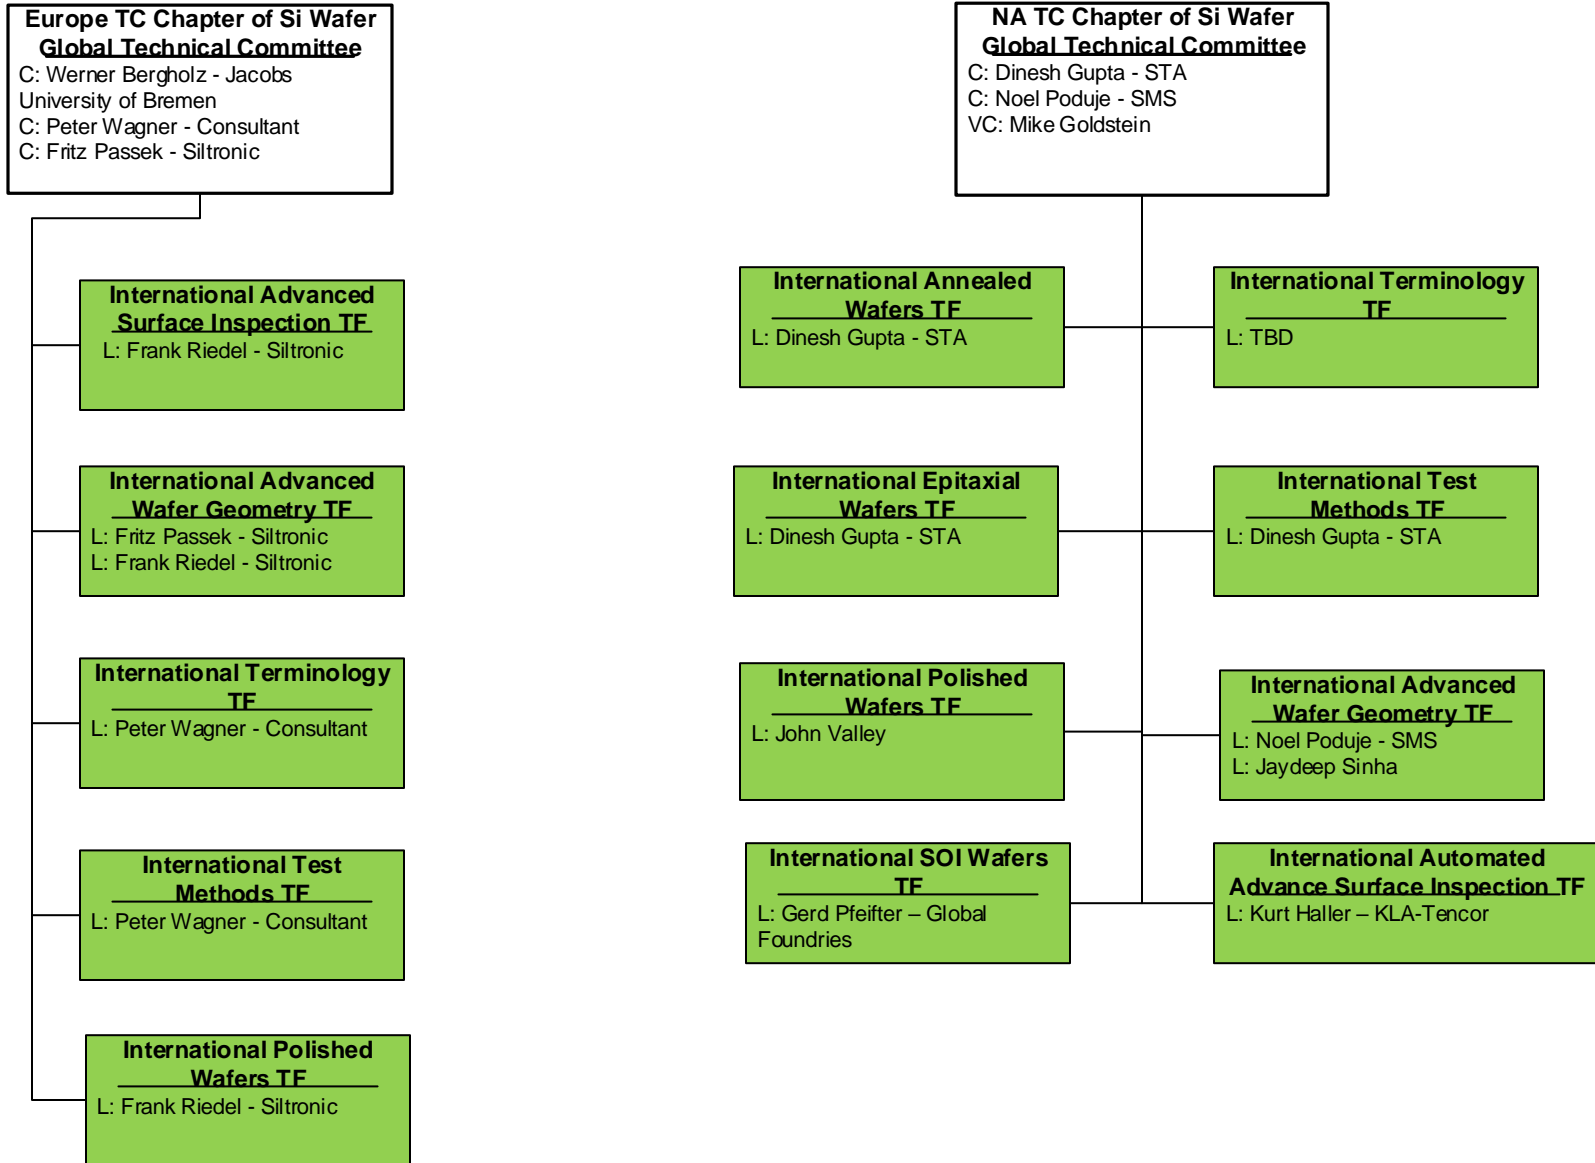 Europe TC Chapter of Si Wafer
Global Technical Committee
C: Werner Bergholz - Jacobs
University of Bremen
C: Peter Wagner - Consultant
C: Fritz Passek - Siltronic
NA TC Chapter of Si Wafer
Global Technical Committee
C: Dinesh Gupta - STA
C: Noel Poduje - SMS
VC: Mike Goldstein
International Advanced
Surface Inspection TF
L: Frank Riedel - Siltronic
International Advanced
Wafer Geometry TF
L: Fritz Passek - Siltronic
L: Frank Riedel - Siltronic
International Terminology
TF
L: Peter Wagner - Consultant
International Test
Methods TF
L: Peter Wagner - Consultant
International Polished
Wafers TF
L: Frank Riedel - Siltronic
International Annealed
Wafers TF
L: Dinesh Gupta - STA
International Terminology
TF
L: TBD
International Epitaxial
Wafers TF
L: Dinesh Gupta - STA
International Test
Methods TF
L: Dinesh Gupta - STA
International Polished
Wafers TF
L: John Valley
International Advanced
Wafer Geometry TF
L: Noel Poduje - SMS
L: Jaydeep Sinha
International SOI Wafers
TF
L: Gerd Pfeifter – Global
Foundries
International Automated
Advance Surface Inspection TF
L: Kurt Haller – KLA-Tencor